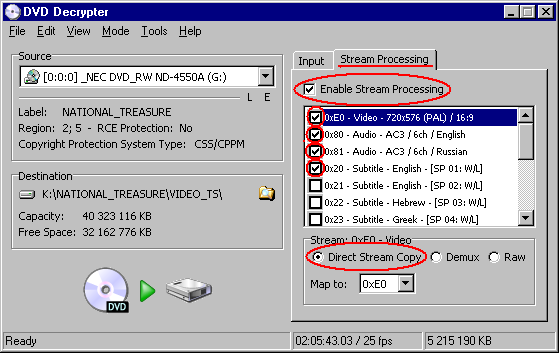 DVD Decrypter
File Edit View Mode Tools Help
Source
[0:0:0] _NEC DVD_RW ND-4550A (G:)
L E
Label: NATIONAL_TREASURE
Region: 2; 5 - RCE Protection: No
Copyright Protection System Type: CSS/CPPM
Destination
K:\NATIONAL_TREASURE\VIDEO_TS\
Capacity: 40 323 116 KB
Free Space: 32 162 776 KB
DVD
Input Stream Processing
Enable Stream Processing
0xE0 - Video - 720x576 (PAL) / 16:9
0x80 - Audio - AC3 / 6ch / English
0x81 - Audio - AC3 / 6ch / Russian
0x20 - Subtitle - English - [SP 01: W/L]
0x21 - Subtitle - English - [SP 02: W/L]
0x22 - Subtitle - Hebrew - [SP 03: W/L]
0x23 - Subtitle - Greek - [SP 04: W/L]
Stream: 0xE0 - Video
Direct Stream Copy Demux Raw
Map to: 0xE0
Ready 02:05:43.03 / 25 fps 5 215 190 KB